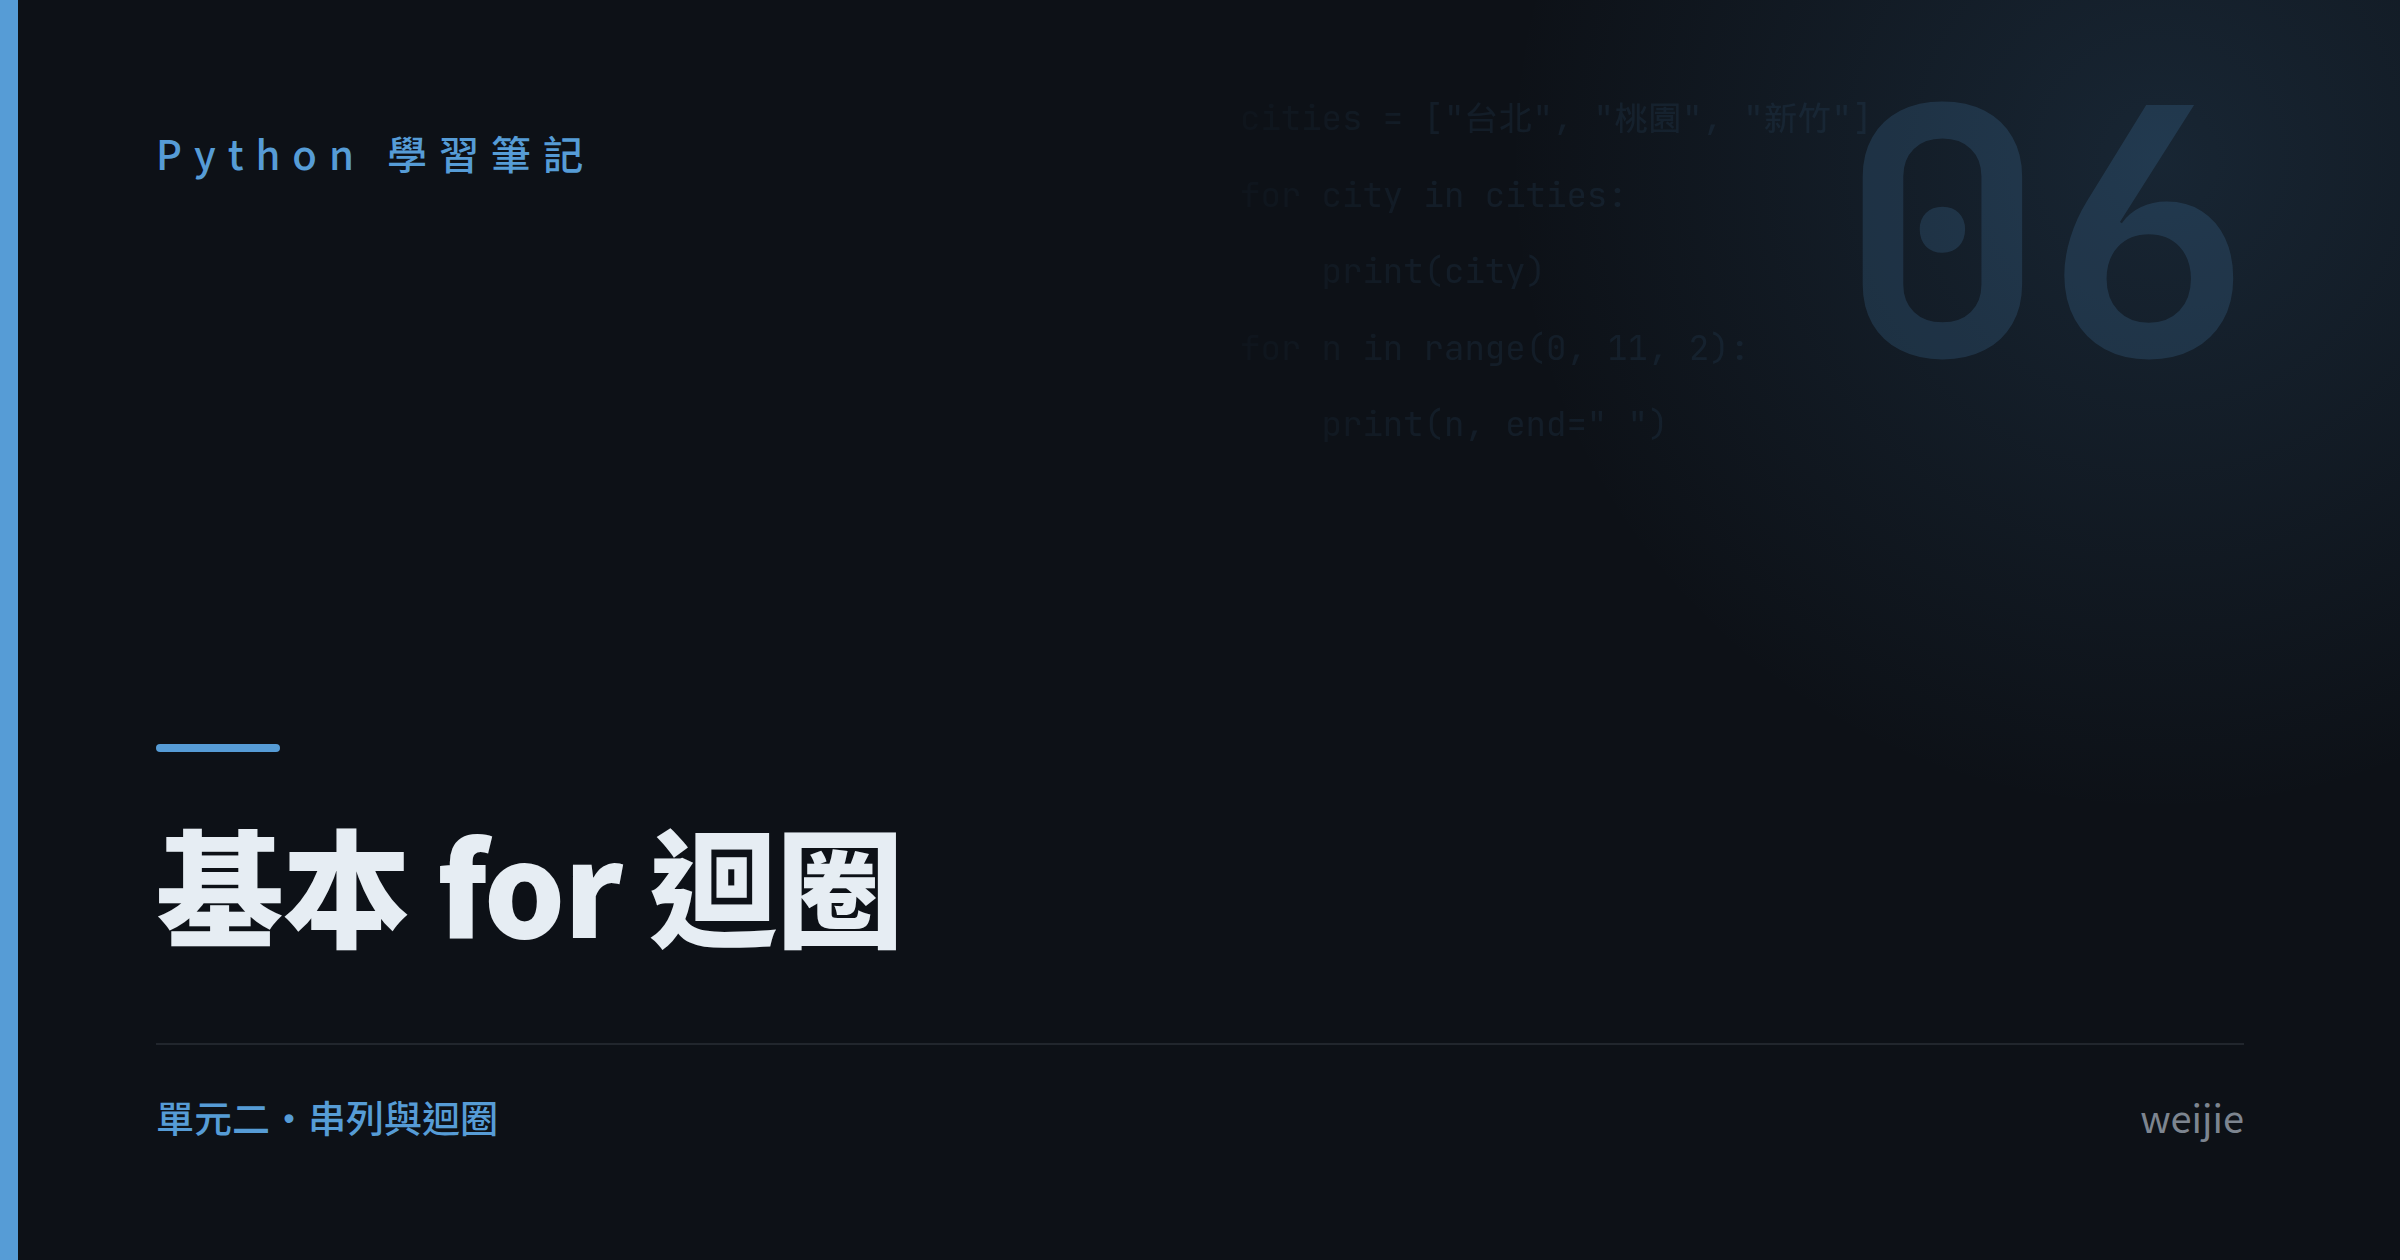 Python 學習筆記
06
cities = ["台北", "桃園", "新竹"]
for city in cities:
    print(city)
for n in range(0, 11, 2):
    print(n, end=" ")
基本 for 迴圈
單元二・串列與迴圈
weijie